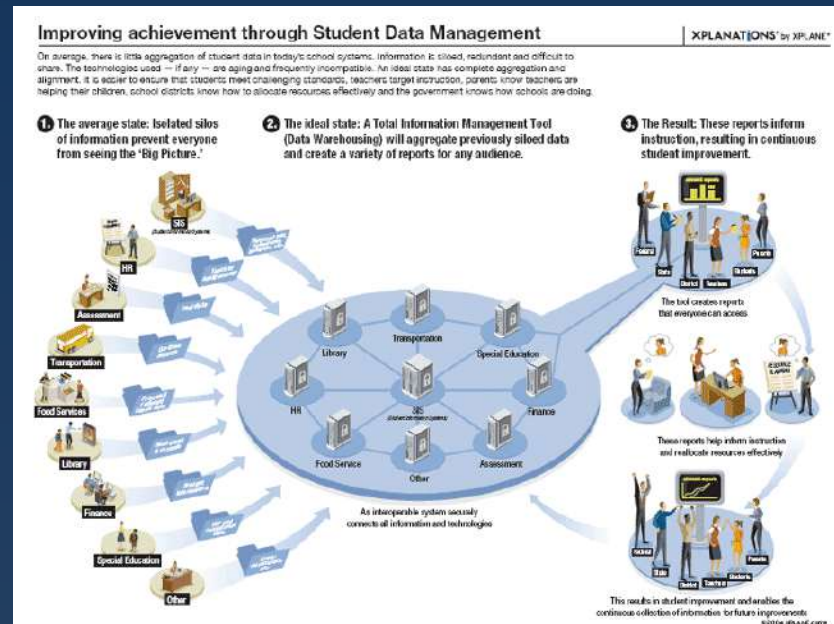 Improving achievement through Student Data Management
XPLANATIONS™ by XPLANE®
On average, there is little aggregation of student data in today's school systems. Information is siloed, redundant and difficult to
share. The technologies used — if any — are aging and frequently incompatible. An ideal state has complete aggregation and
alignment. It is easier to ensure that students meet challenging standards, teachers target instruction, parents know teachers are
helping their children, school districts know how to allocate resources effectively and the government knows how schools are doing.
1. The average state: Isolated silos
of information prevent everyone
from seeing the 'Big Picture.'
2. The ideal state: A Total Information Management Tool
(Data Warehousing) will aggregate previously siloed data
and create a variety of reports for any audience.
3. The Result: These reports inform
instruction, resulting in continuous
student improvement.
SIS
HR
Assessment
Transportation
Food Services
Library
Finance
Special Education
Other
Library
Transportation
Special Education
HR
SIS
Finance
Food Service
Other
Assessment
As interoperable system securely
connects all information and technologies
Federal
State
District
Teachers
Students
Parents
The tool creates reports
that everyone can access
RESOURCE
PLANNING
These reports help inform instruction
and reallocate resources effectively
Federal
State
District
Teachers
Students
Parents
This results in student improvement and enables the
continuous collection of information for future improvements